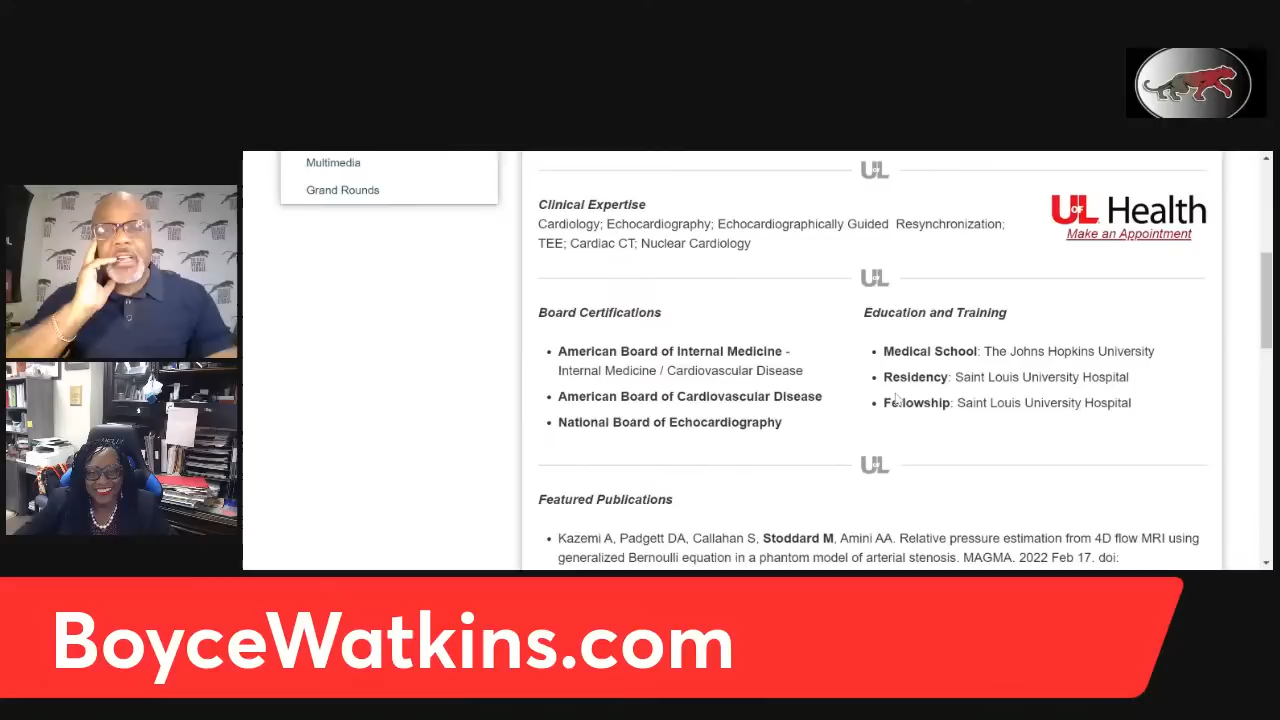 Multimedia
Grand Rounds
UOFL
Clinical Expertise
Cardiology; Echocardiography; Echocardiographically Guided Resynchronization;
TEE; Cardiac CT; Nuclear Cardiology
UOFL Health
Make an Appointment
UOFL
Board Certifications
• American Board of Internal Medicine -
Internal Medicine / Cardiovascular Disease
• American Board of Cardiovascular Disease
• National Board of Echocardiography
Education and Training
• Medical School: The Johns Hopkins University
• Residency: Saint Louis University Hospital
• Fellowship: Saint Louis University Hospital
UOFL
Featured Publications
• Kazemi A, Padgett DA, Callahan S, Stoddard M, Amini AA. Relative pressure estimation from 4D flow MRI using
generalized Bernoulli equation in a phantom model of arterial stenosis. MAGMA. 2022 Feb 17. doi:
BoyceWatkins.com